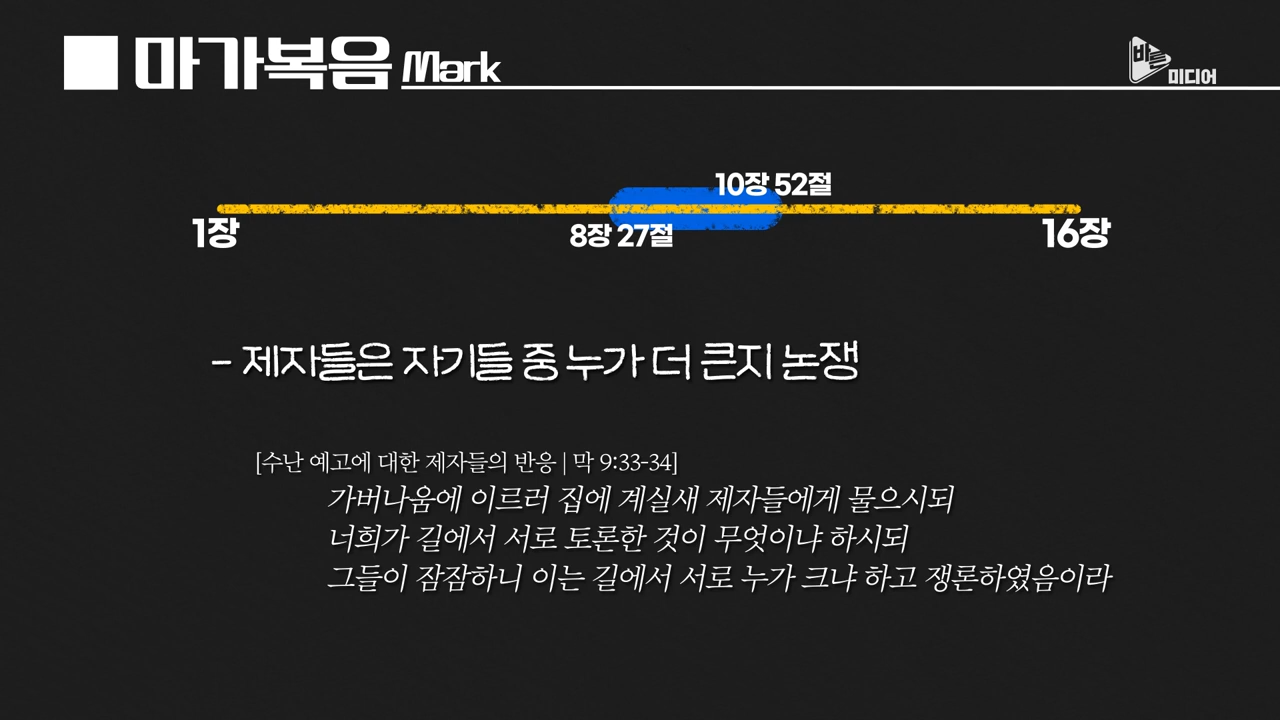 마가복음 Mark
바른
미디어
10장 52절
1장
8장 27절
16장
- 제자들은 자기들 중 누가 더 큰지 논쟁
[수난 예고에 대한 제자들의 반응 | 막 9:33-34]
가버나움에 이르러 집에 계실새 제자들에게 물으시되
너희가 길에서 서로 토론한 것이 무엇이냐 하시되
그들이 잠잠하니 이는 길에서 서로 누가 크냐 하고 쟁론하였음이라